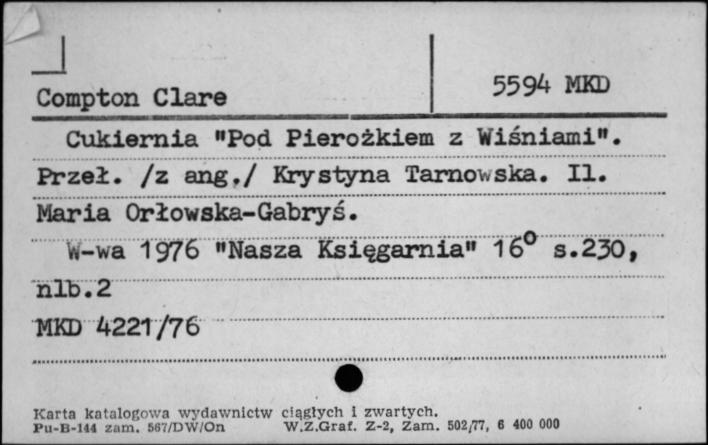 Compton Clare 5594 MKD
Cukiernia "Pod Pierożkiem z Wiśniami".
Przeł. /z ang./ Krystyna Tarnowska. Il.
Maria Orłowska-Gabryś.
W-wa 1976 "Nasza Księgarnia" 16° s.230,
nlb.2
MKD 4221/76
Karta katalogowa wydawnictw ciągłych i zwartych.
Pu-B-144 zam. 567/DW/On W.Z.Graf. Z-2, Zam. 502/77, 6 400 000